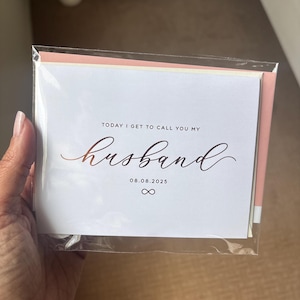 TODAY I GET TO CALL YOU MY
husband
08.08.2025